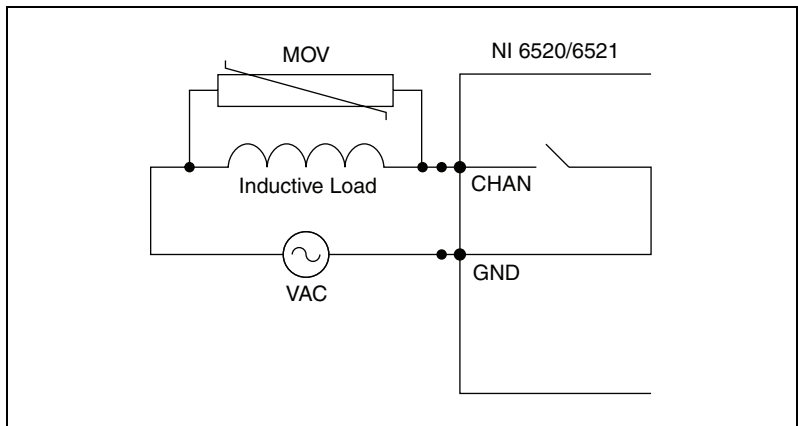 MOV
NI 6520/6521
Inductive Load
CHAN
GND
VAC